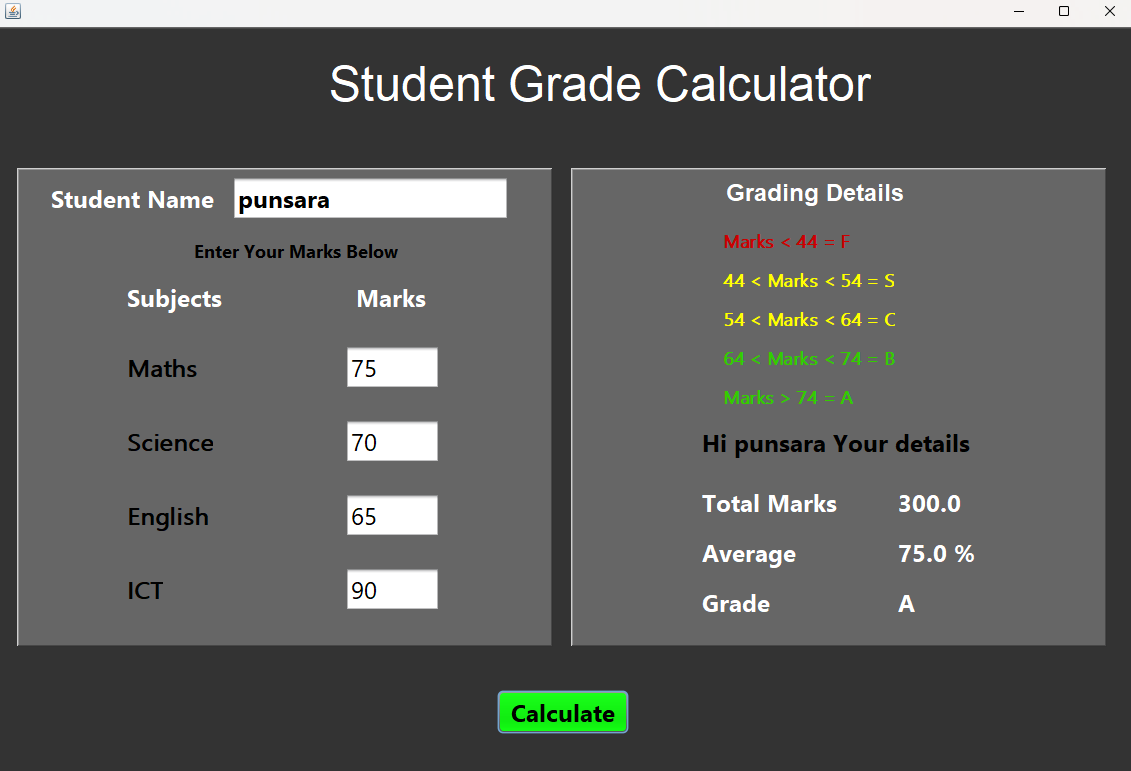 Student Grade Calculator
Student Name punsara
Enter Your Marks Below
Subjects Marks
Maths 75
Science 70
English 65
ICT 90
Grading Details
Marks < 44 = F
44 < Marks < 54 = S
54 < Marks < 64 = C
64 < Marks < 74 = B
Marks > 74 = A
Hi punsara Your details
Total Marks 300.0
Average 75.0 %
Grade A
Calculate